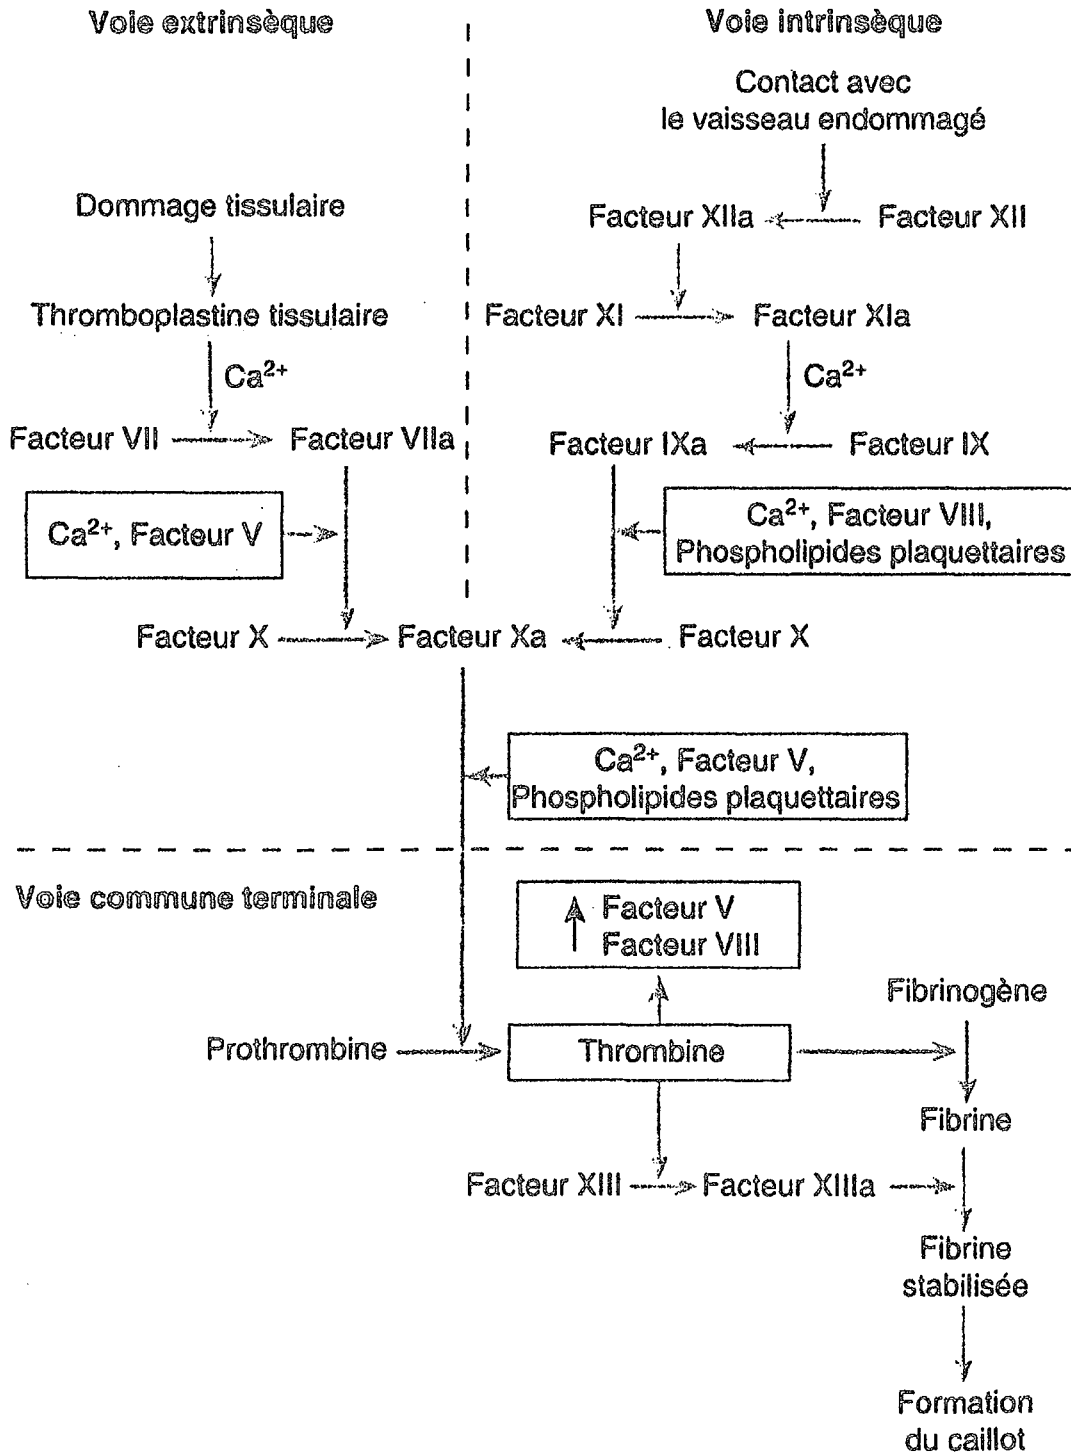 Voie extrinsèque
Voie intrinsèque
Contact avec
le vaisseau endommagé
Dommage tissulaire
Facteur XIIa
Facteur XII
Thromboplastine tissulaire
Facteur XI
Facteur XIa
Ca²⁺
Ca²⁺
Facteur VII
Facteur VIIa
Facteur IXa
Facteur IX
Ca²⁺, Facteur V
Ca²⁺, Facteur VIII,
Phospholipides plaquettaires
Facteur X
Facteur Xa
Facteur X
Ca²⁺, Facteur V,
Phospholipides plaquettaires
Voie commune terminale
Facteur V
Facteur VIII
Fibrinogène
Prothrombine
Thrombine
Fibrine
Facteur XIII
Facteur XIIIa
Fibrine
stabilisée
Formation
du caillot